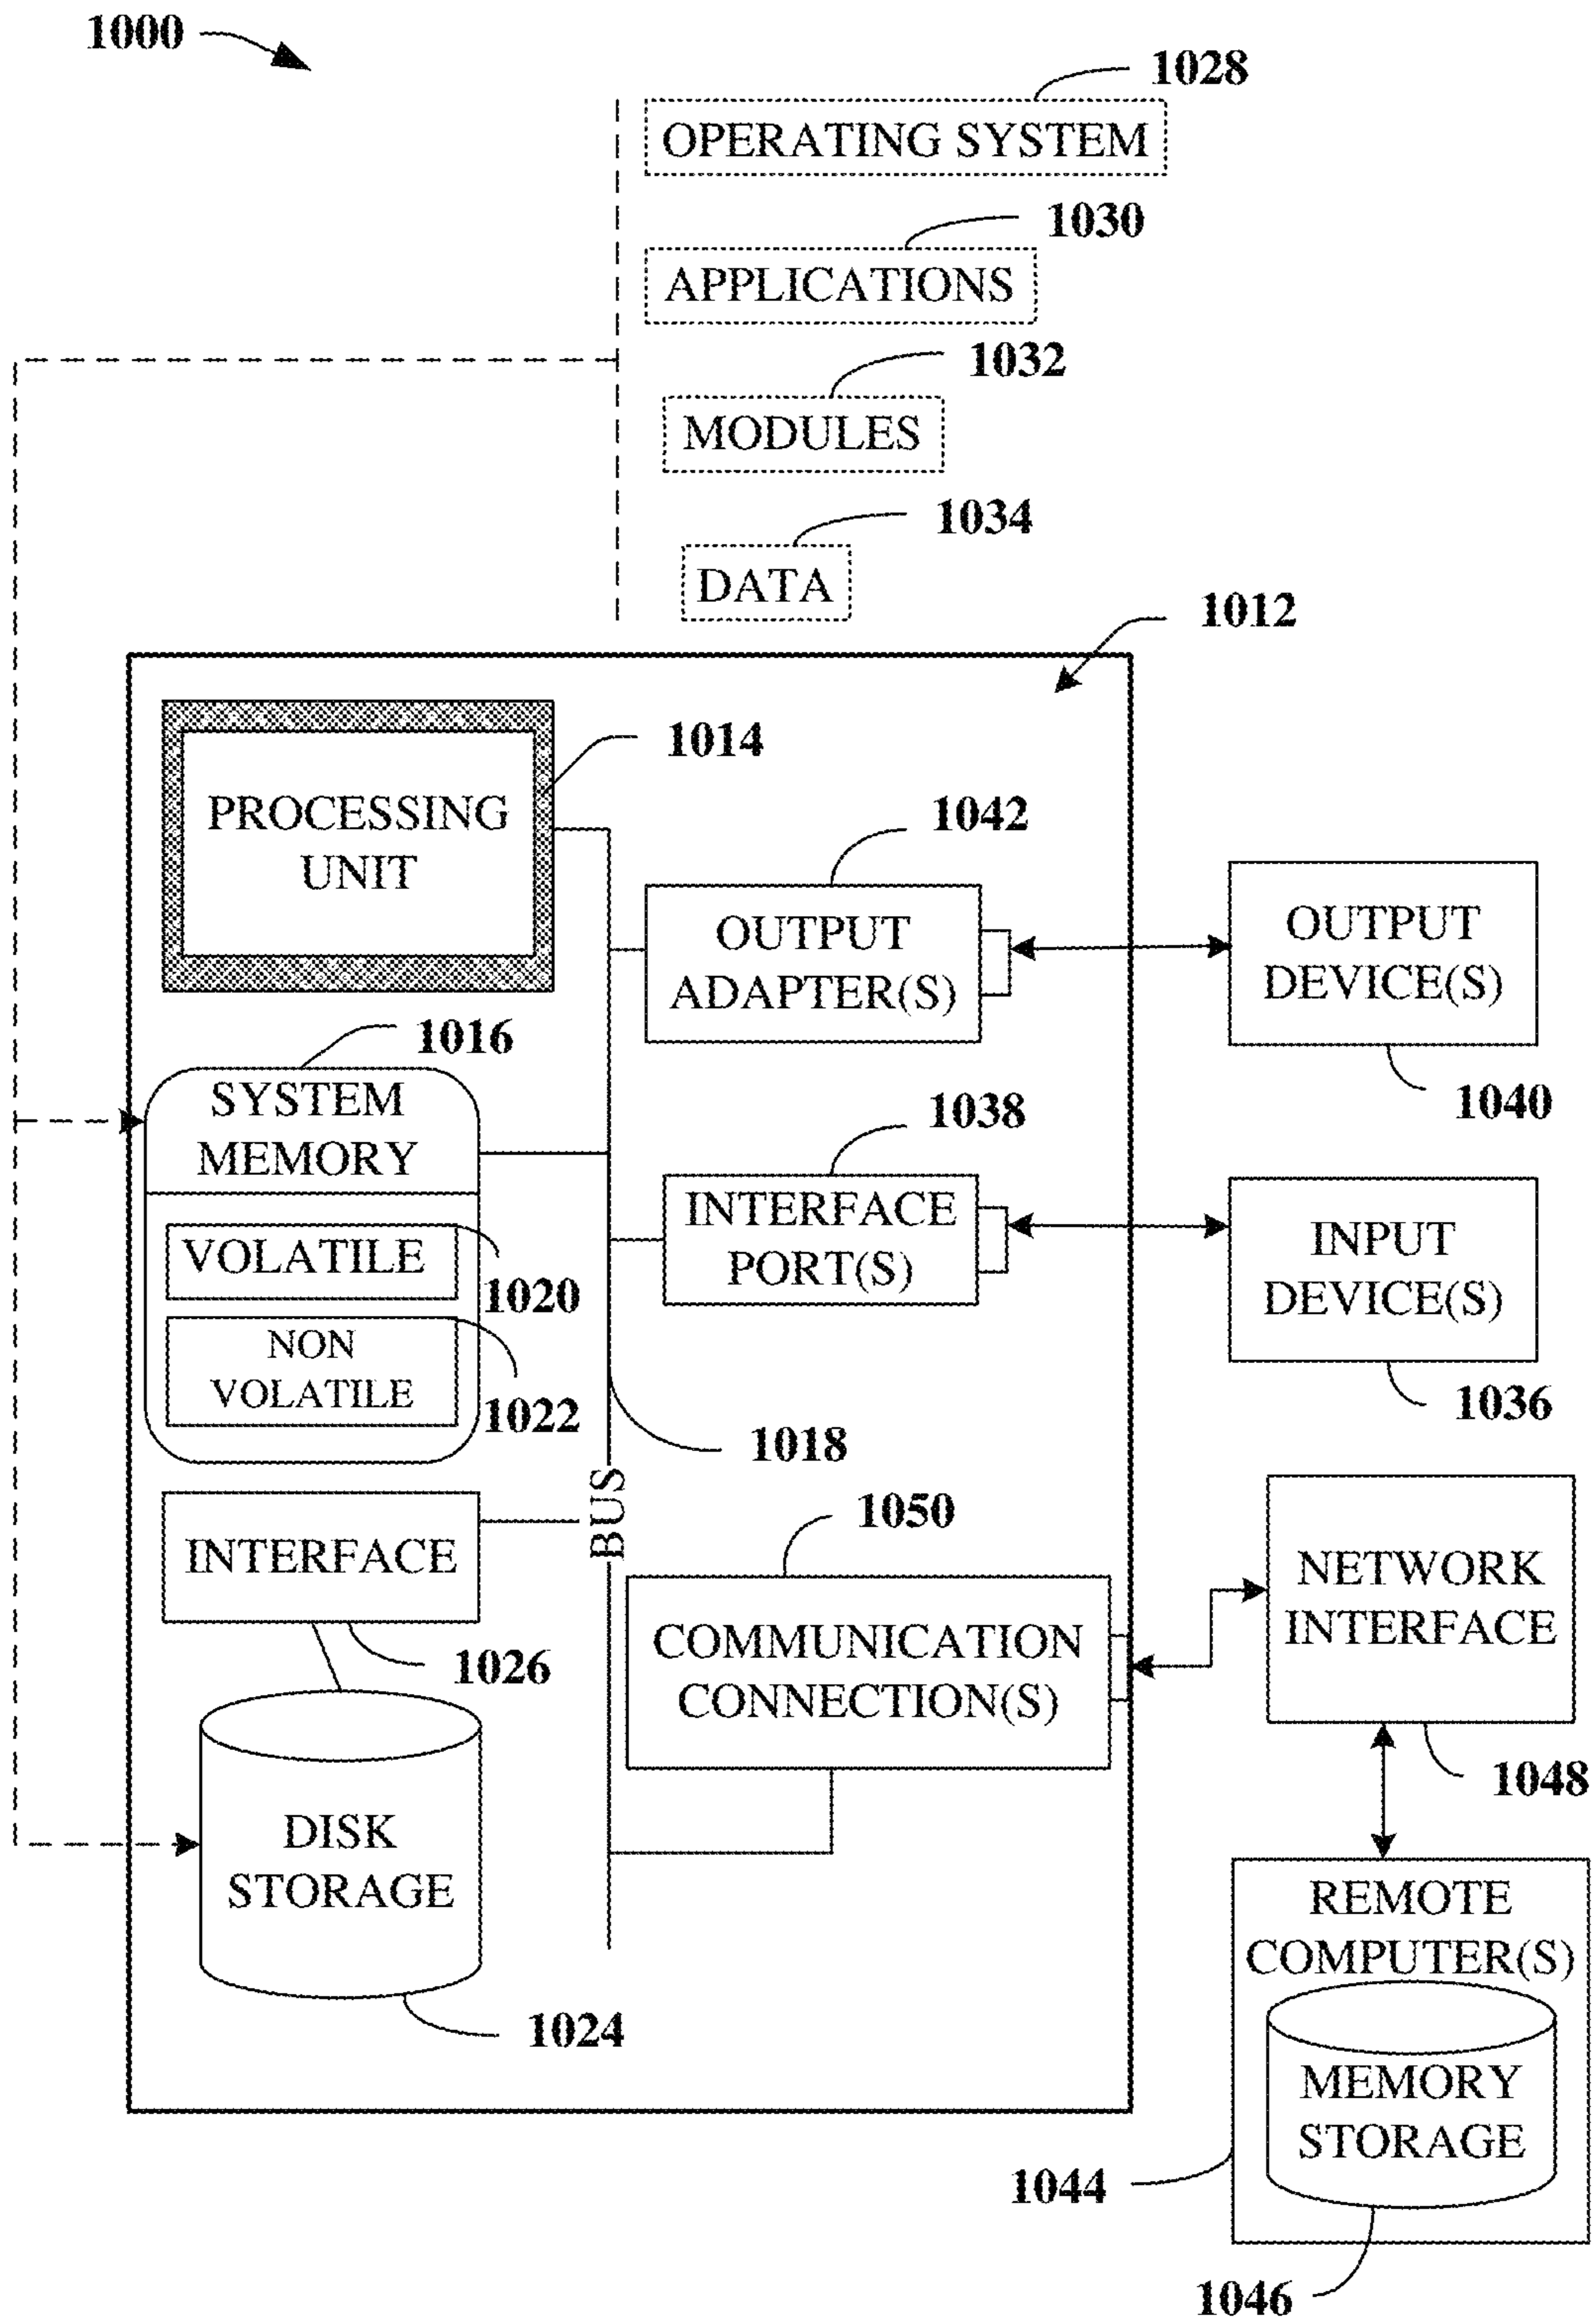 1000
1028
OPERATING SYSTEM
1030
APPLICATIONS
1032
MODULES
1034
DATA
1012
PROCESSING
UNIT
1014
1042
OUTPUT
ADAPTER(S)
OUTPUT
DEVICE(S)
1040
1016
SYSTEM
MEMORY
VOLATILE
1020
NON
VOLATILE
1022
1038
INTERFACE
PORT(S)
INPUT
DEVICE(S)
1036
1018
BUS
INTERFACE
1026
1050
COMMUNICATION
CONNECTION(S)
NETWORK
INTERFACE
1048
DISK
STORAGE
1024
REMOTE
COMPUTER(S)
MEMORY
STORAGE
1044
1046